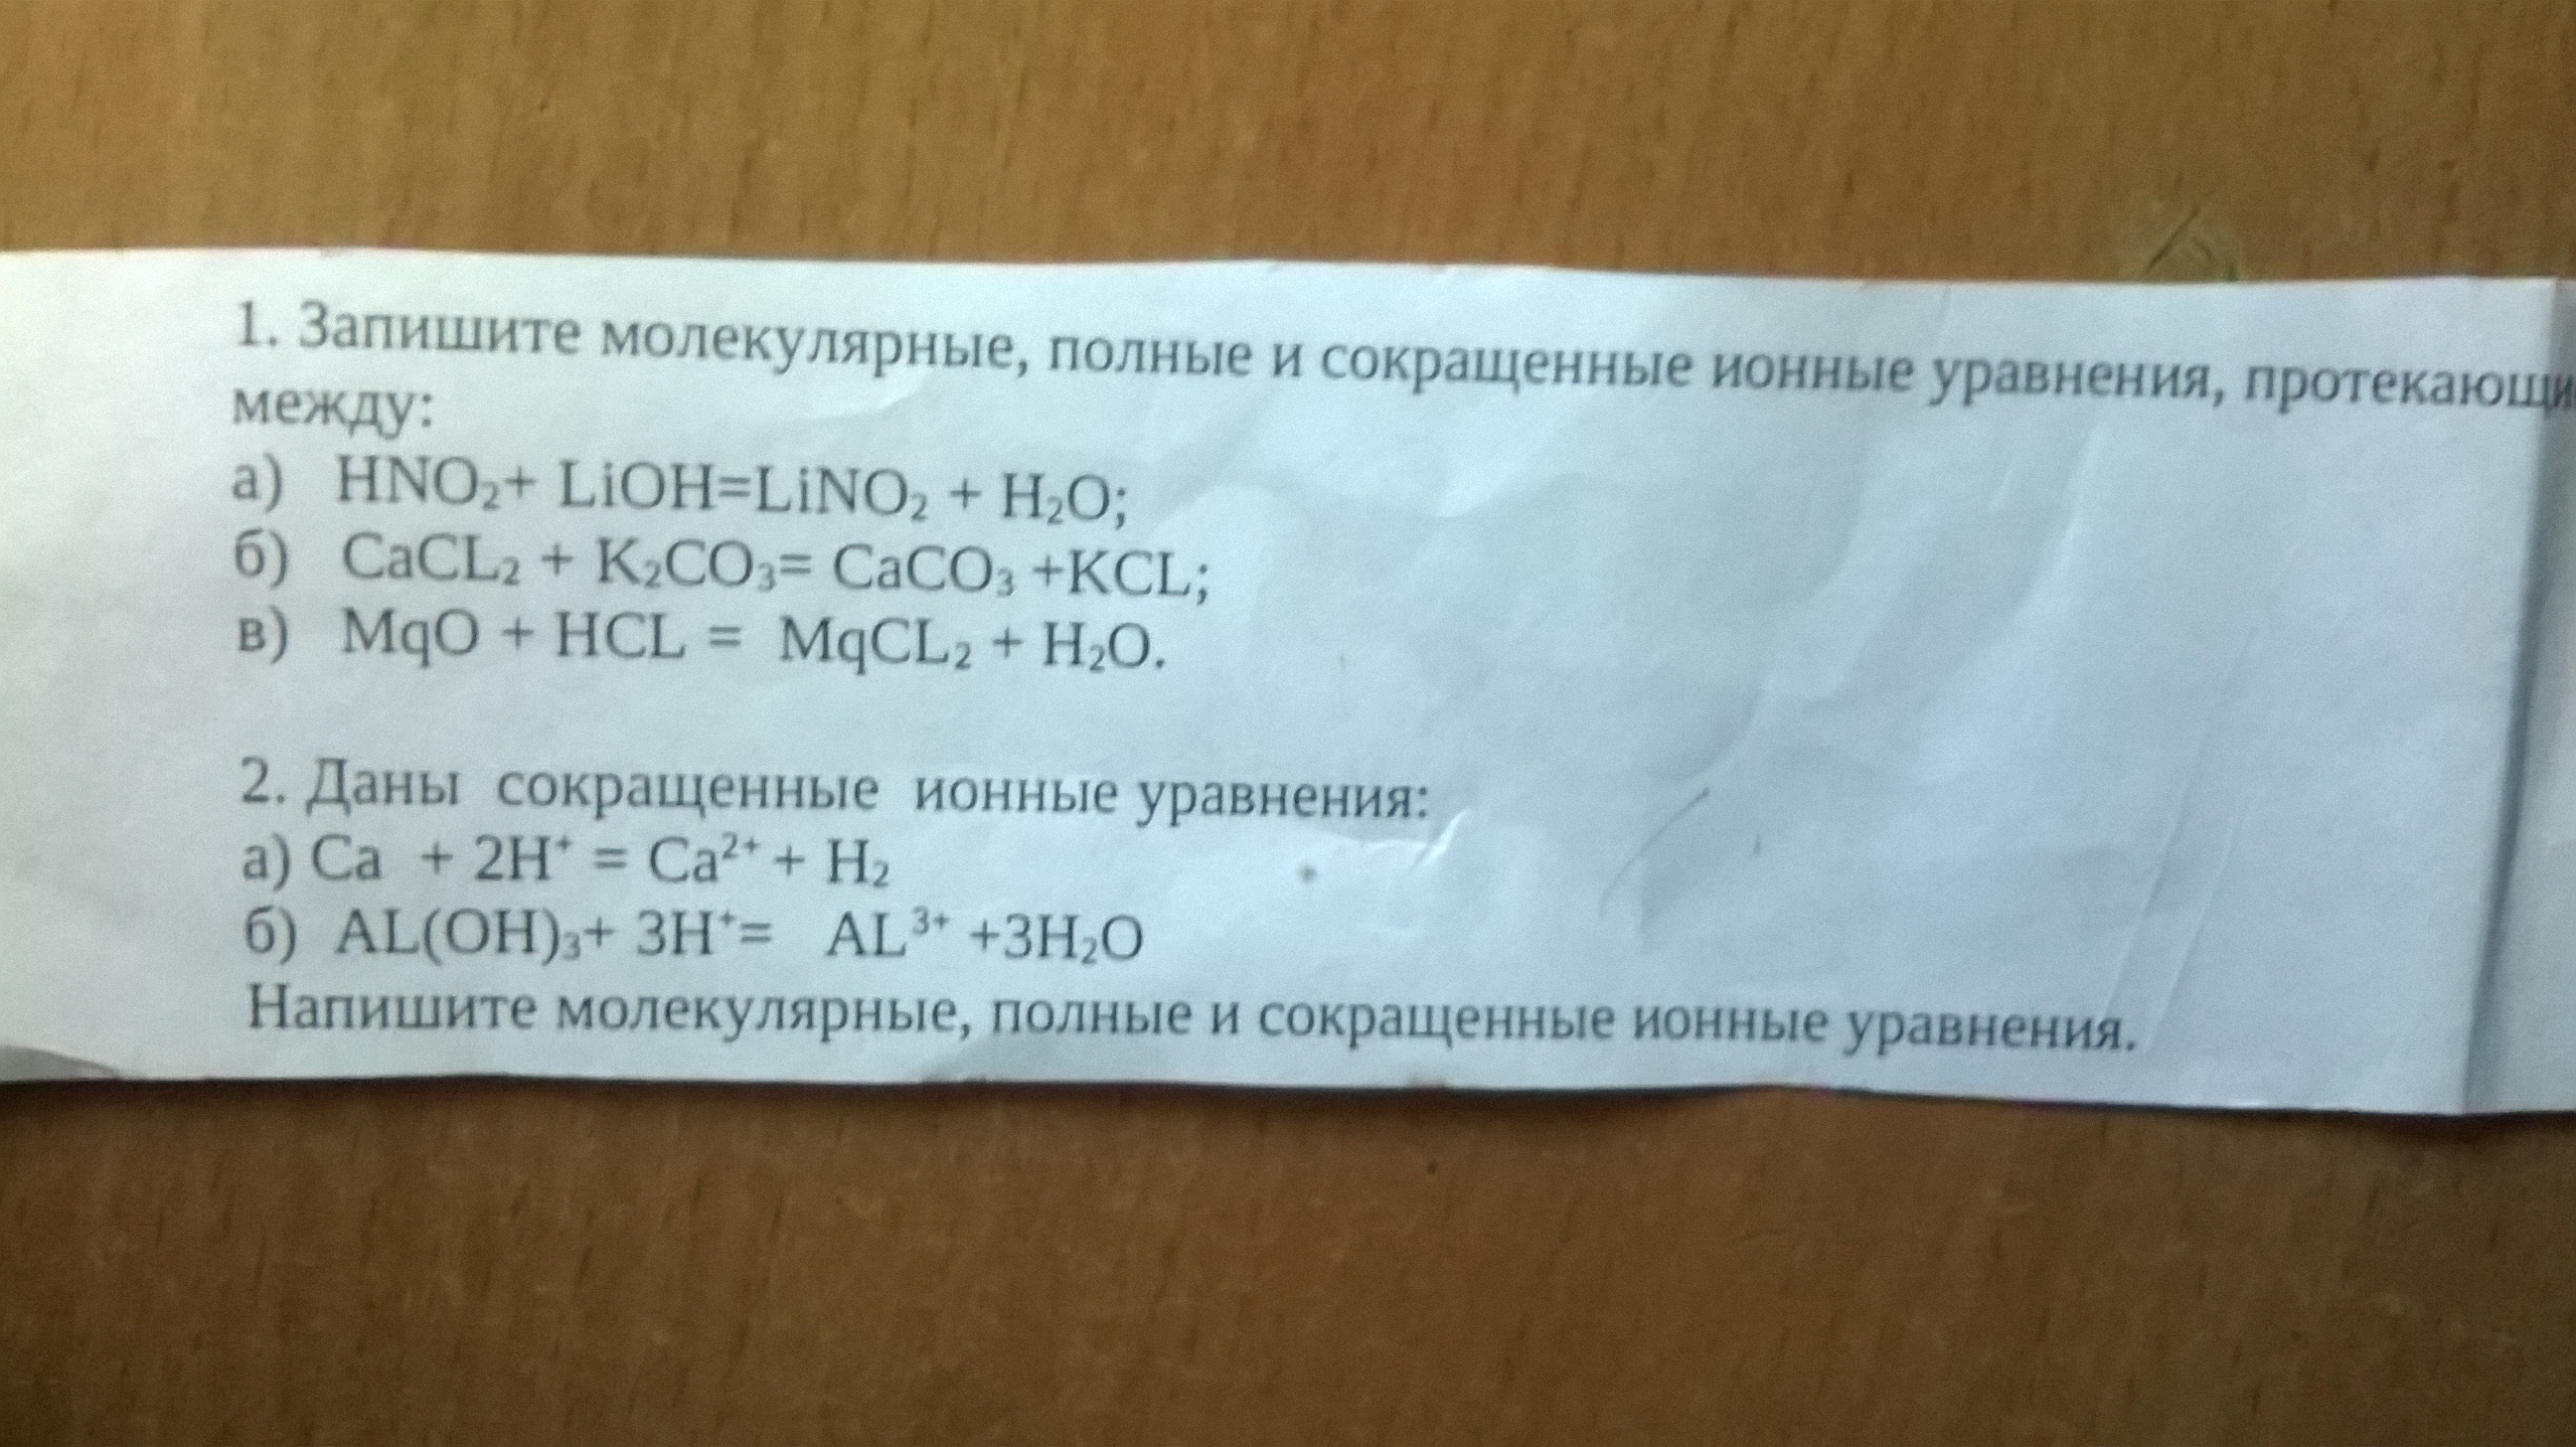 1. Запишите молекулярные, полные и сокращенные ионные уравнения, протекающи
между:
а) HNO₂+ LiOH=LiNO₂ + H₂O;
б) CaCL₂ + K₂CO₃= CaCO₃ +KCL;
в) MqO + HCL = MqCL₂ + H₂O.
2. Даны сокращенные ионные уравнения:
а) Ca + 2H⁺ = Ca²⁺ + H₂
б) AL(OH)₃+ 3H⁺= AL³⁺ +3H₂O
Напишите молекулярные, полные и сокращенные ионные уравнения.